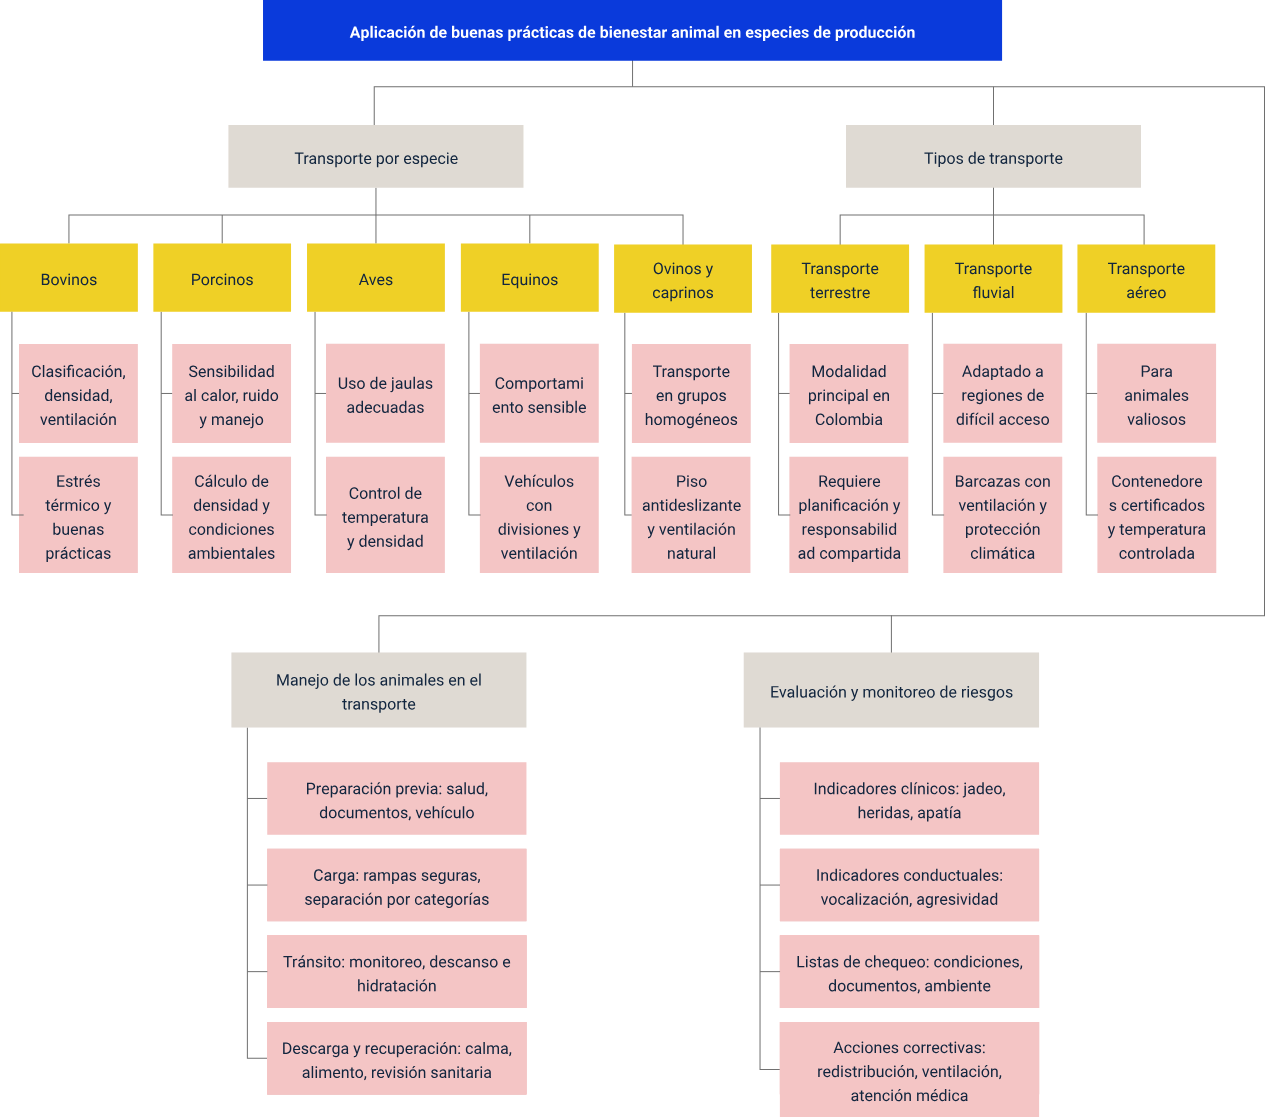 Aplicación de buenas prácticas de bienestar animal en especies de producción
Transporte por especie
Tipos de transporte
Bovinos
Porcinos
Aves
Equinos
Ovinos y
caprinos
Transporte
terrestre
Transporte
fluvial
Transporte
aéreo
Clasificación,
densidad,
ventilación
Sensibilidad
al calor, ruido
y manejo
Uso de jaulas
adecuadas
Comportami
ento sensible
Transporte
en grupos
homogéneos
Modalidad
principal en
Colombia
Adaptado a
regiones de
difícil acceso
Para
animales
valiosos
Estrés
térmico y
buenas
prácticas
Cálculo de
densidad y
condiciones
ambientales
Control de
temperatura
y densidad
Vehículos
con
divisiones y
ventilación
Piso
antideslizante
y ventilación
natural
Requiere
planificación y
responsabilid
ad compartida
Barcazas con
ventilación y
protección
climática
Contenedore
s certificados
y temperatura
controlada
Manejo de los animales en el
transporte
Evaluación y monitoreo de riesgos
Preparación previa: salud,
documentos, vehículo
Carga: rampas seguras,
separación por categorías
Tránsito: monitoreo, descanso e
hidratación
Descarga y recuperación: calma,
alimento, revisión sanitaria
Indicadores clínicos: jadeo,
heridas, apatía
Indicadores conductuales:
vocalización, agresividad
Listas de chequeo: condiciones,
documentos, ambiente
Acciones correctivas:
redistribución, ventilación,
atención médica